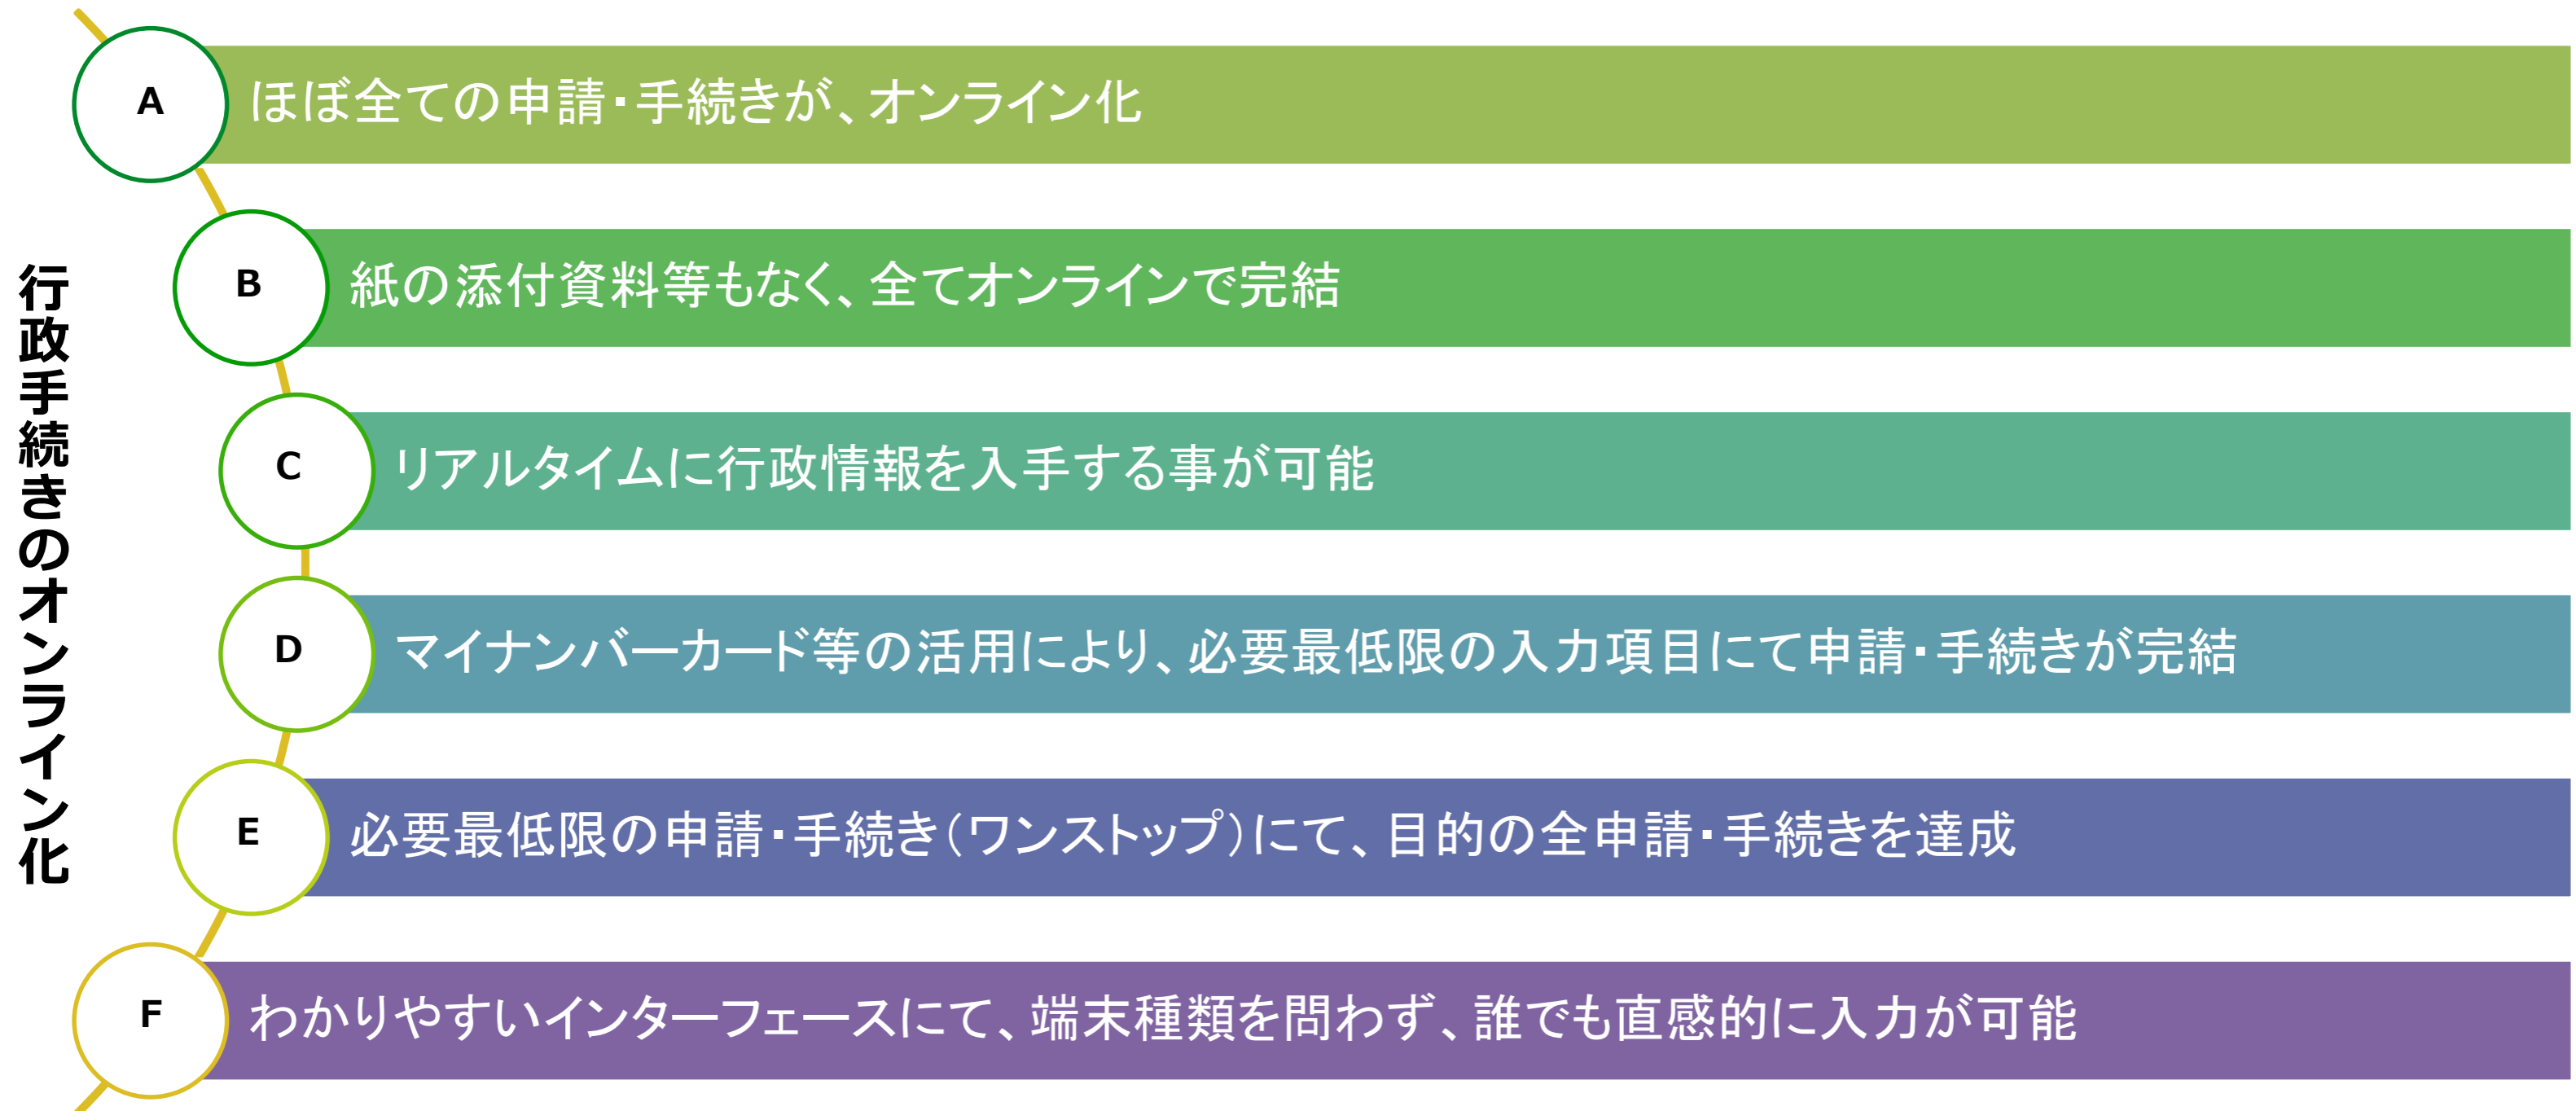 行政手続きのオンライン化
A
ほぼ全ての申請・手続きが、オンライン化
B
紙の添付資料等もなく、全てオンラインで完結
C
リアルタイムに行政情報を入手する事が可能
D
マイナンバーカード等の活用により、必要最低限の入力項目にて申請・手続きが完結
E
必要最低限の申請・手続き（ワンストップ）にて、目的の全申請・手続きを達成
F
わかりやすいインターフェースにて、端末種類を問わず、誰でも直感的に入力が可能